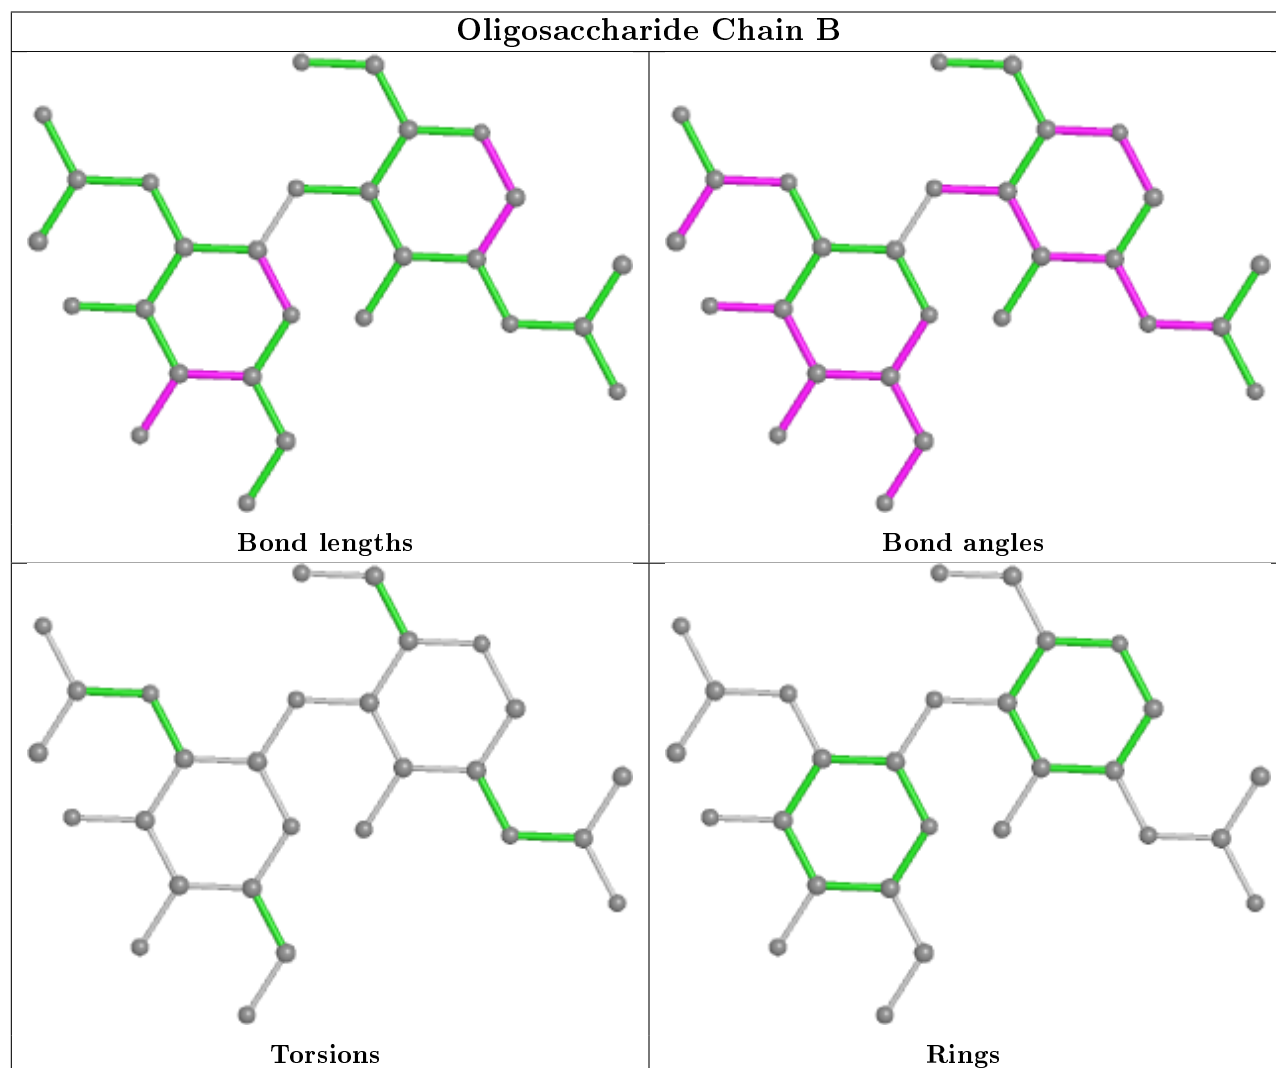 Oligosaccharide Chain B
Bond lengths
Bond angles
Torsions
Rings